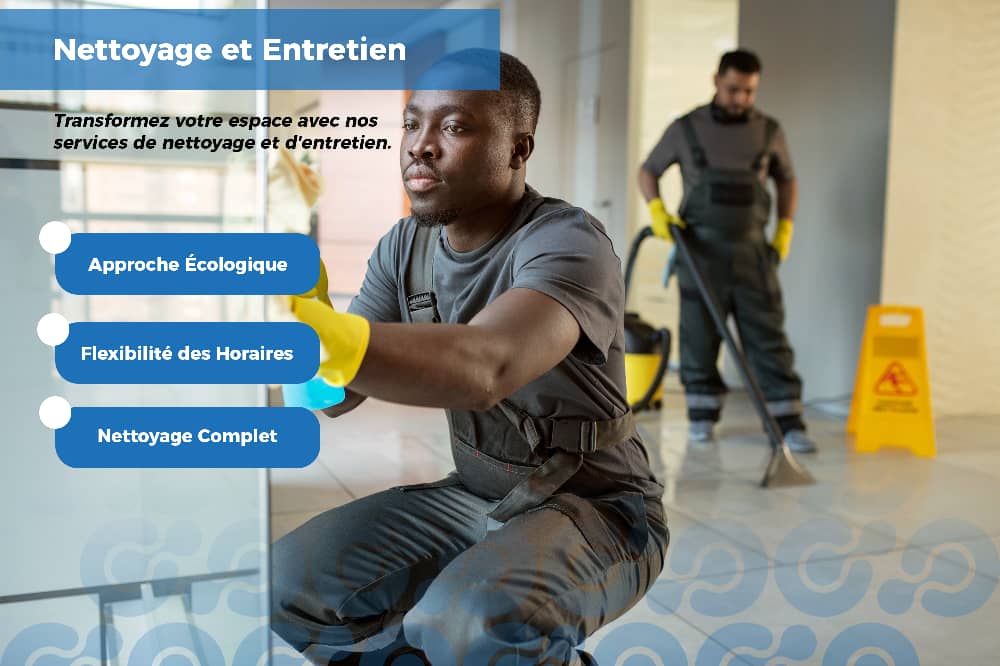 Nettoyage et Entretien
Transformez votre espace avec nos
services de nettoyage et d'entretien.
Approche Écologique
Flexibilité des Horaires
Nettoyage Complet